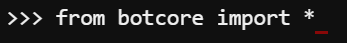 >>> from botcore import *_